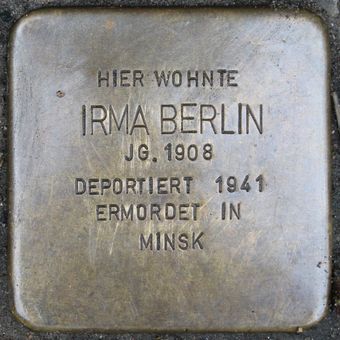 HIER WOHNTE
IRMA BERLIN
JG. 1908
DEPORTIERT 1941
ERMORDET IN
MINSK